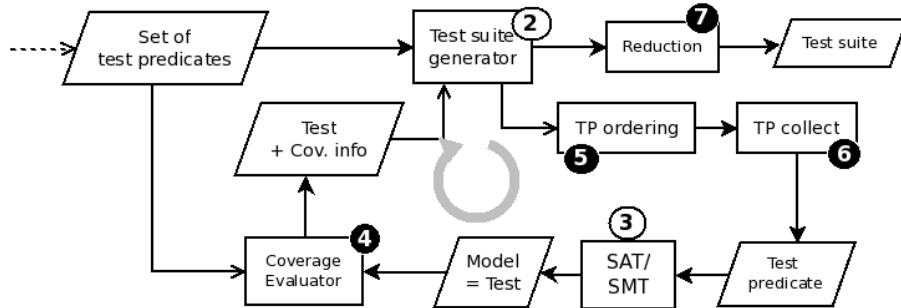 Set of
test predicates
Test suite
generator
2
Reduction
7
Test suite
Test
+ Cov. info
TP ordering
5
TP collect
6
Coverage
Evaluator
4
Model
= Test
SAT/
SMT
3
Test
predicate